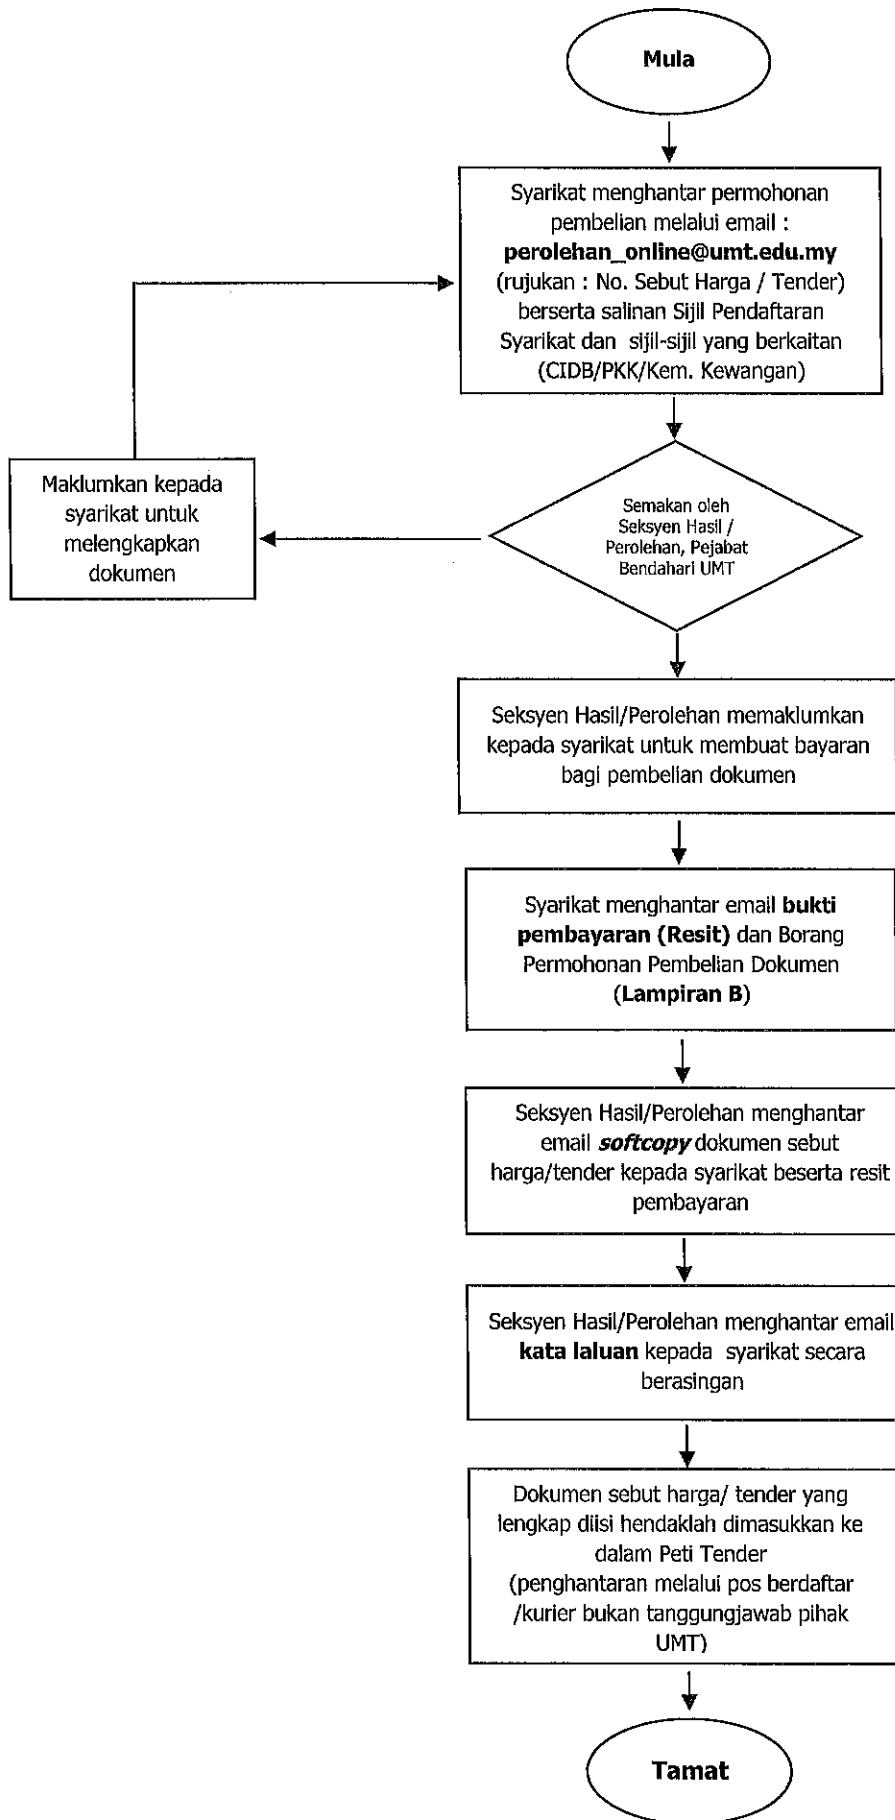 Mula
Syarikat menghantar permohonan
pembelian melalui email :
perolehan_online@umt.edu.my
(rujukan : No. Sebut Harga / Tender)
berserta salinan Sijil Pendaftaran
Syarikat dan sijil-sijil yang berkaitan
(CIDB/PKK/Kem. Kewangan)
Semakan oleh
Seksyen Hasil /
Perolehan, Pejabat
Bendahari UMT
Maklumkan kepada
syarikat untuk
melengkapkan
dokumen
Seksyen Hasil/Perolehan memaklumkan
kepada syarikat untuk membuat bayaran
bagi pembelian dokumen
Syarikat menghantar email bukti
pembayaran (Resit) dan Borang
Permohonan Pembelian Dokumen
(Lampiran B)
Seksyen Hasil/Perolehan menghantar
email softcopy dokumen sebut
harga/tender kepada syarikat beserta resit
pembayaran
Seksyen Hasil/Perolehan menghantar email
kata laluan kepada syarikat secara
berasingan
Dokumen sebut harga/ tender yang
lengkap diisi hendaklah dimasukkan ke
dalam Peti Tender
(penghantaran melalui pos berdaftar
/kurier bukan tanggungjawab pihak
UMT)
Tamat